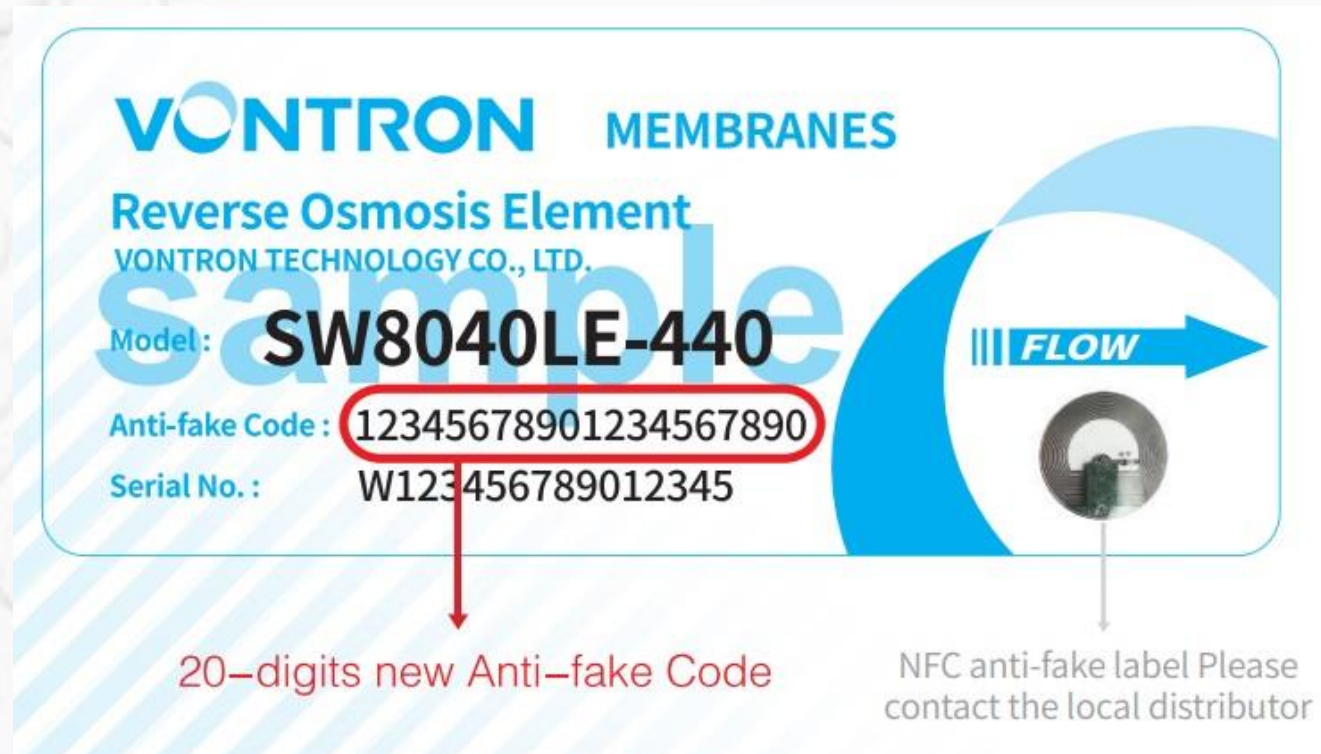 VONTRON MEMBRANES
Reverse Osmosis Element
VONTRON TECHNOLOGY CO., LTD.
sample
Model : SW8040LE-440
FLOW
Anti-fake Code : 12345678901234567890
Serial No. : W123456789012345
20-digits new Anti-fake Code
NFC anti-fake label Please
contact the local distributor